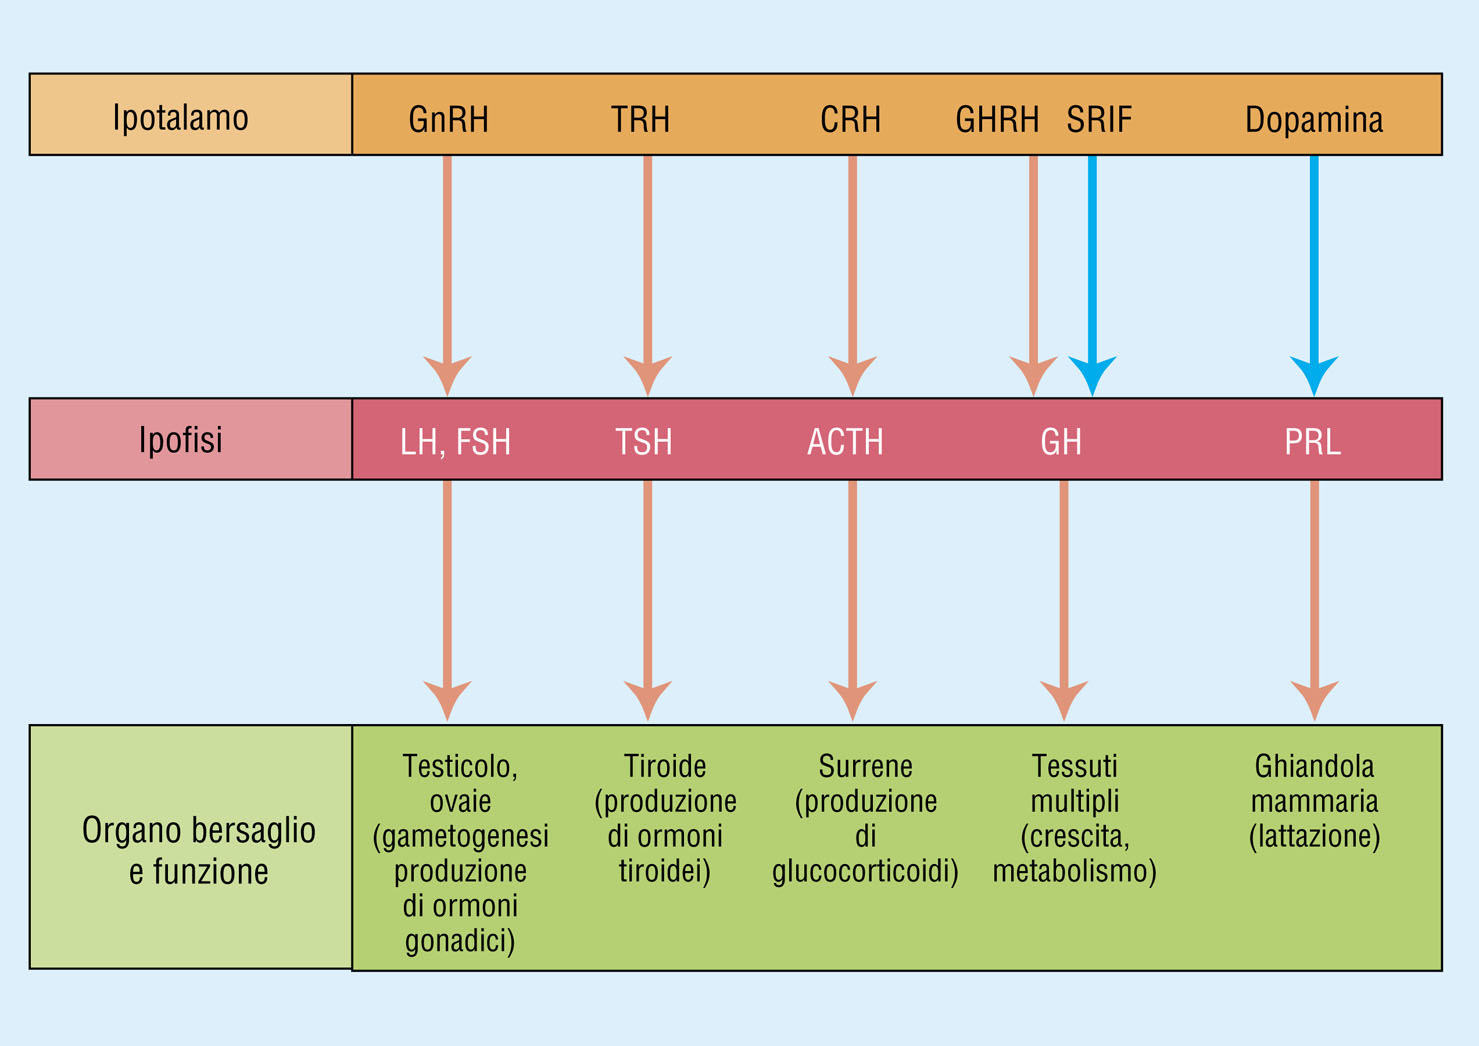 Ipotalamo GnRH TRH CRH GHRH SRIF Dopamina
Ipofisi LH, FSH TSH ACTH GH PRL
Organo bersaglio
e funzione
Testicolo,
ovaie
(gametogenesi
produzione
di ormoni
gonadici)
Tiroide
(produzione
di ormoni
tiroidei)
Surrene
(produzione
di
glucocorticoidi)
Tessuti
multipli
(crescita,
metabolismo)
Ghiandola
mammaria
(lattazione)